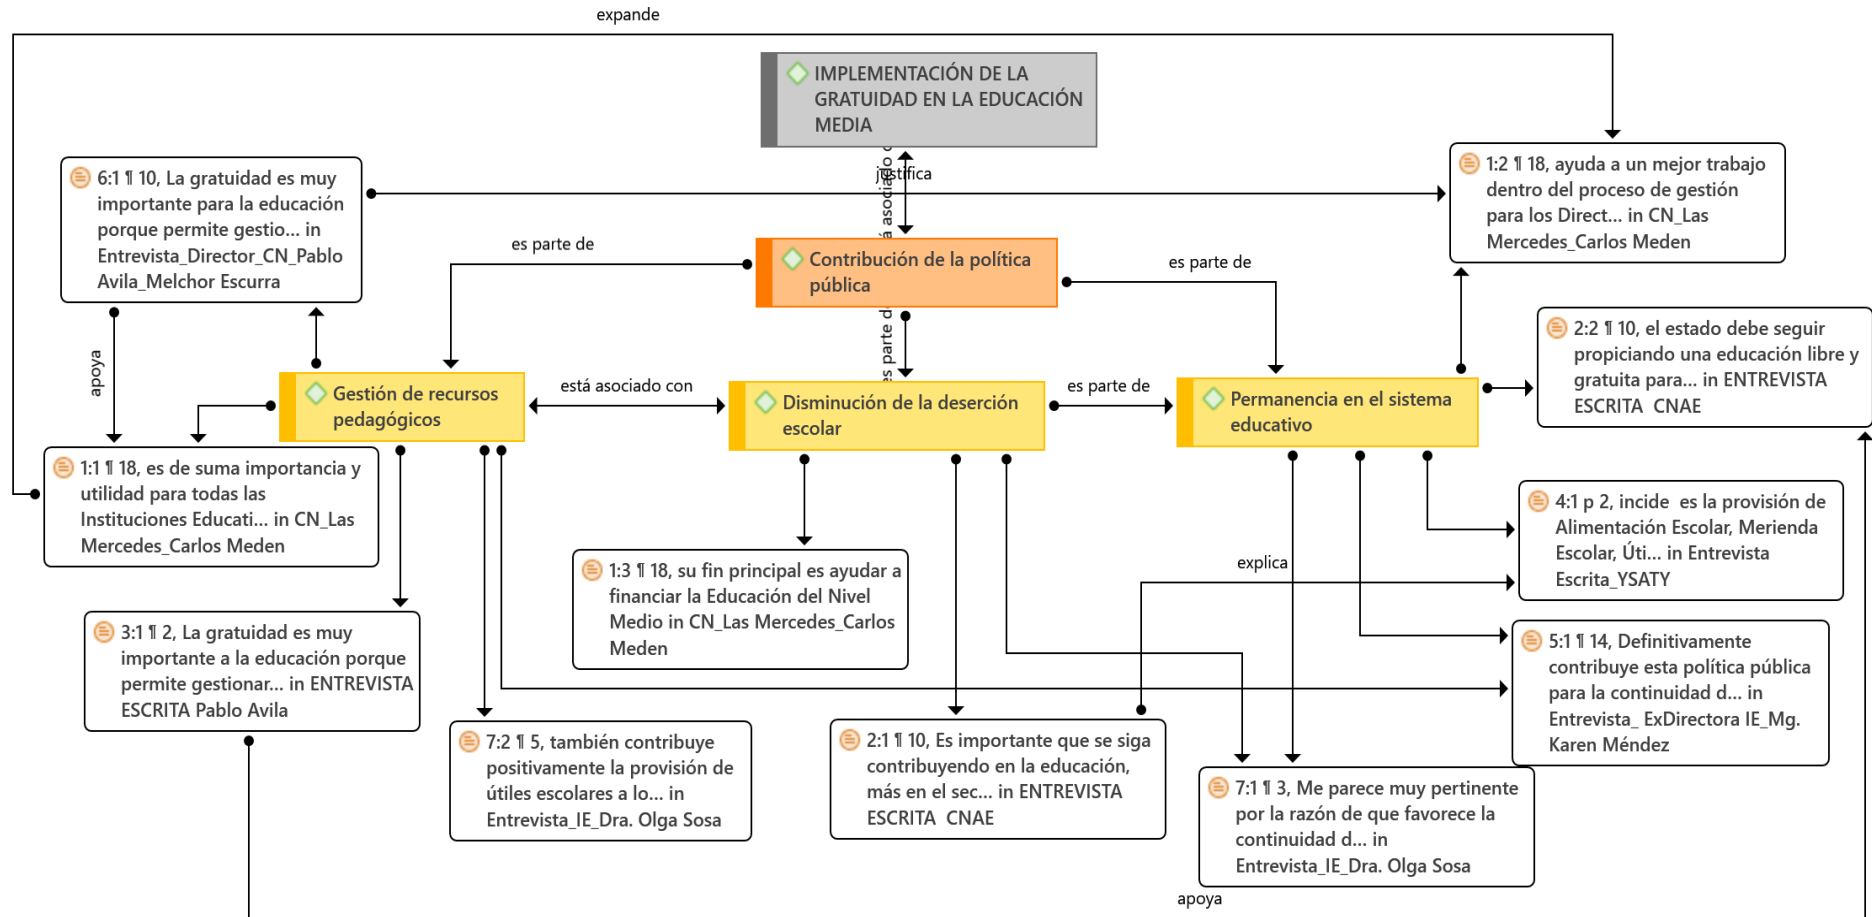 expande
IMPLEMENTACIÓN DE LA
GRATUIDAD EN LA EDUCACIÓN
MEDIA
justifica
6:1 ¶ 10, La gratuidad es muy
importante para la educación
porque permite gestio... in
Entrevista_Director_CN_Pablo
Avila_Melchor Escurra
1:2 ¶ 18, ayuda a un mejor trabajo
dentro del proceso de gestión
para los Direct... in CN_Las
Mercedes_Carlos Meden
es parte de
Contribución de la política
pública
es parte de
asociado
es parte d
2:2 ¶ 10, el estado debe seguir
propiciando una educación libre y
gratuita para... in ENTREVISTA
ESCRITA  CNAE
apoya
Gestión de recursos
pedagógicos
está asociado con
Disminución de la deserción
escolar
es parte de
Permanencia en el sistema
educativo
1:1 ¶ 18, es de suma importancia y
utilidad para todas las
Instituciones Educati... in CN_Las
Mercedes_Carlos Meden
4:1 p 2, incide  es la provisión de
Alimentación Escolar, Merienda
Escolar, Úti... in Entrevista
Escrita_YSATY
explica
1:3 ¶ 18, su fin principal es ayudar a
financiar la Educación del Nivel
Medio in CN_Las Mercedes_Carlos
Meden
3:1 ¶ 2, La gratuidad es muy
importante a la educación porque
permite gestionar... in ENTREVISTA
ESCRITA Pablo Avila
5:1 ¶ 14, Definitivamente
contribuye esta política pública
para la continuidad d... in
Entrevista_ ExDirectora IE_Mg.
Karen Méndez
7:2 ¶ 5, también contribuye
positivamente la provisión de
útiles escolares a lo... in
Entrevista_IE_Dra. Olga Sosa
2:1 ¶ 10, Es importante que se siga
contribuyendo en la educación,
más en el sec... in ENTREVISTA
ESCRITA  CNAE
7:1 ¶ 3, Me parece muy pertinente
por la razón de que favorece la
continuidad d... in
Entrevista_IE_Dra. Olga Sosa
apoya